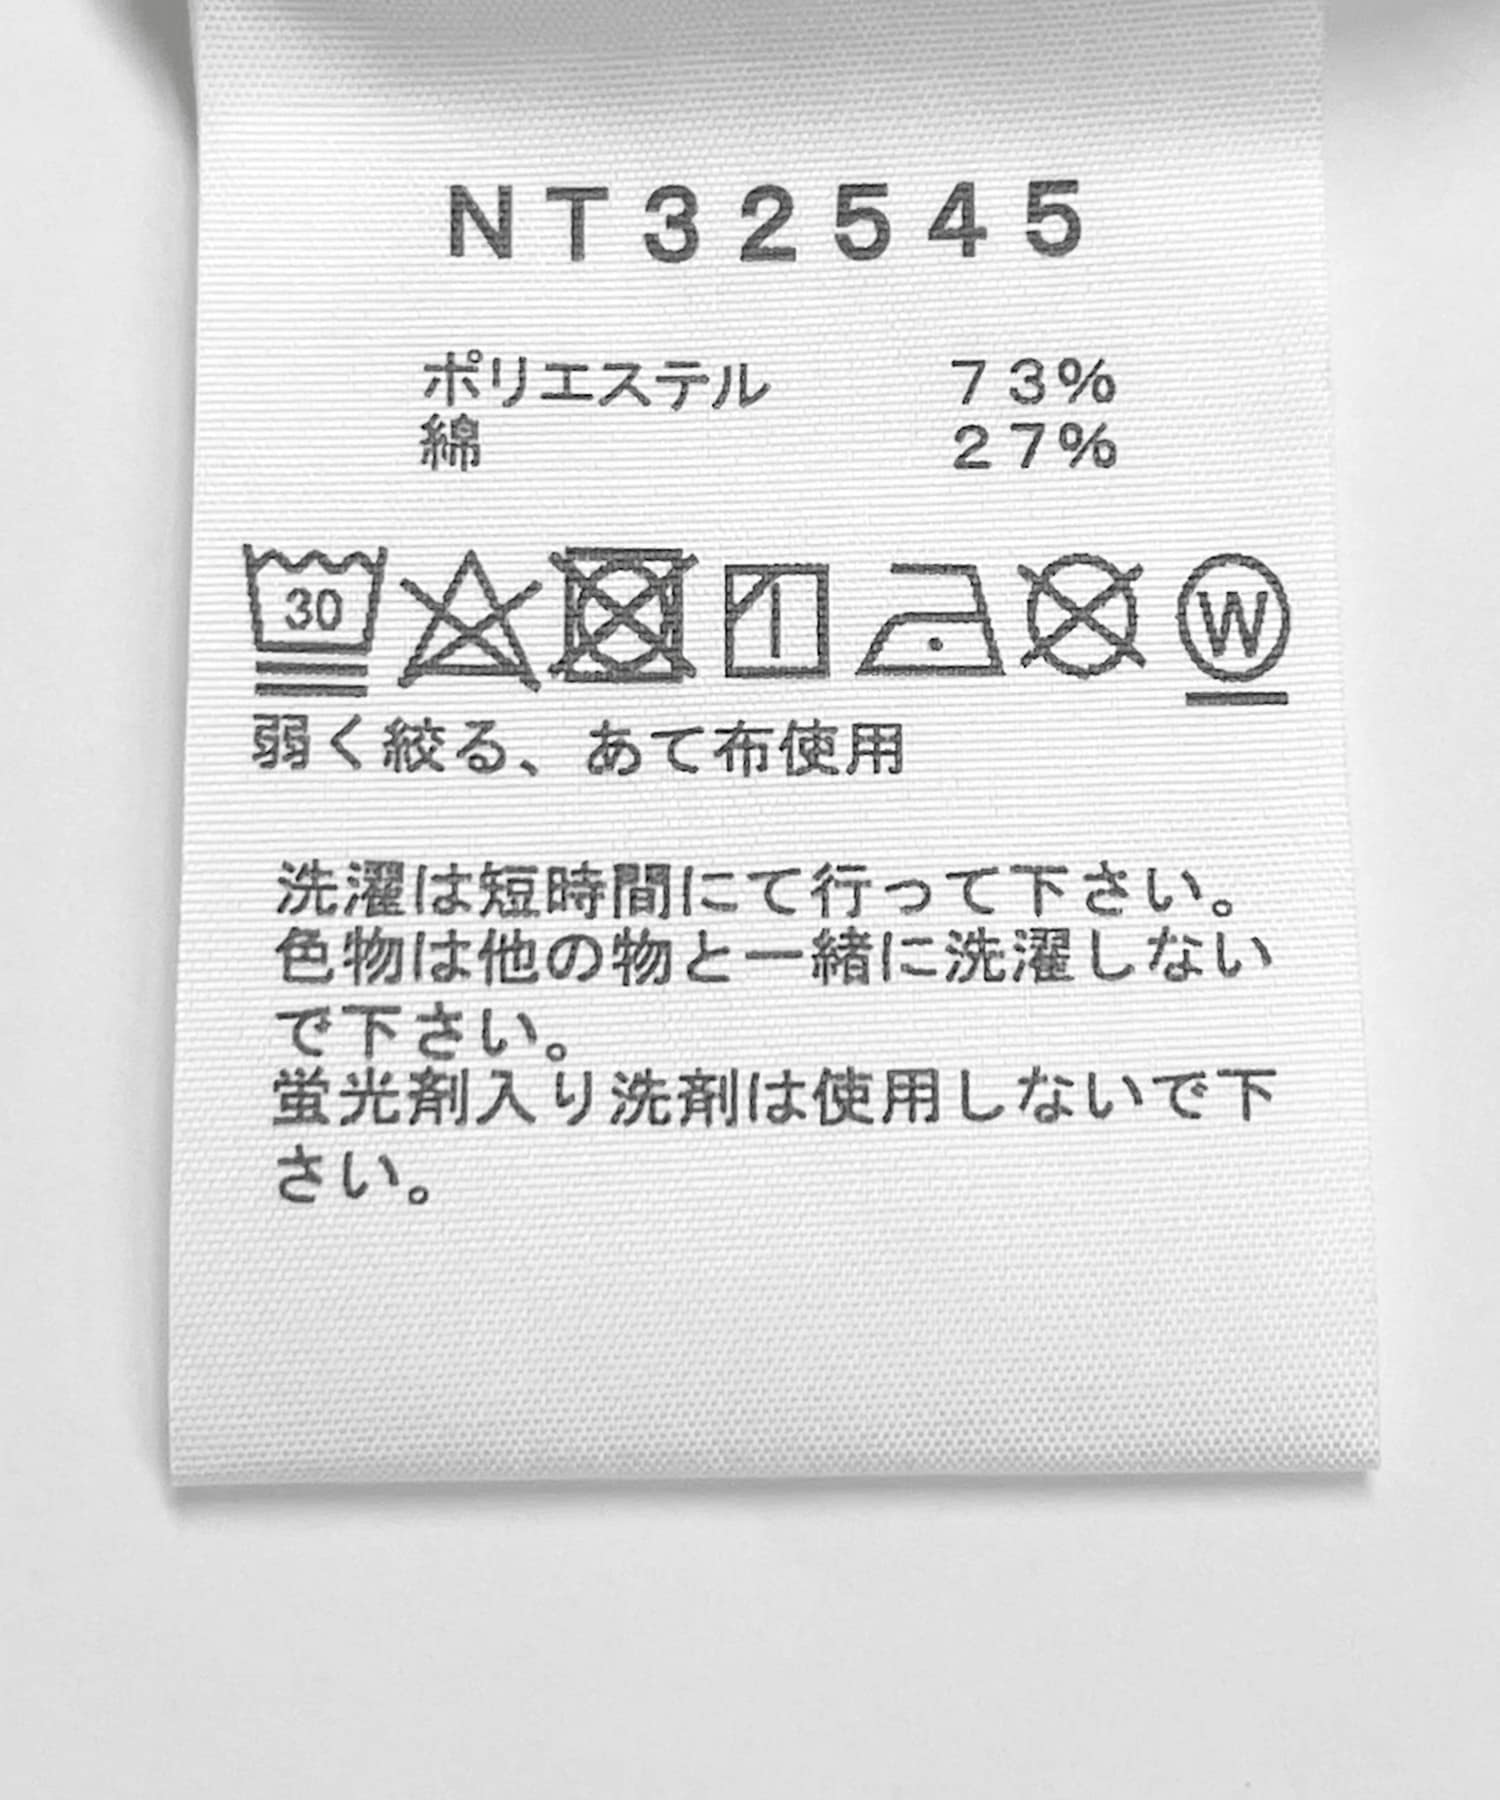 NT32545
ポリエステル 73%
綿 27%
30
W
弱く絞る、あて布使用
洗濯は短時間にて行って下さい。
色物は他の物と一緒に洗濯しない
で下さい。
蛍光剤入り洗剤は使用しないで下
さい。